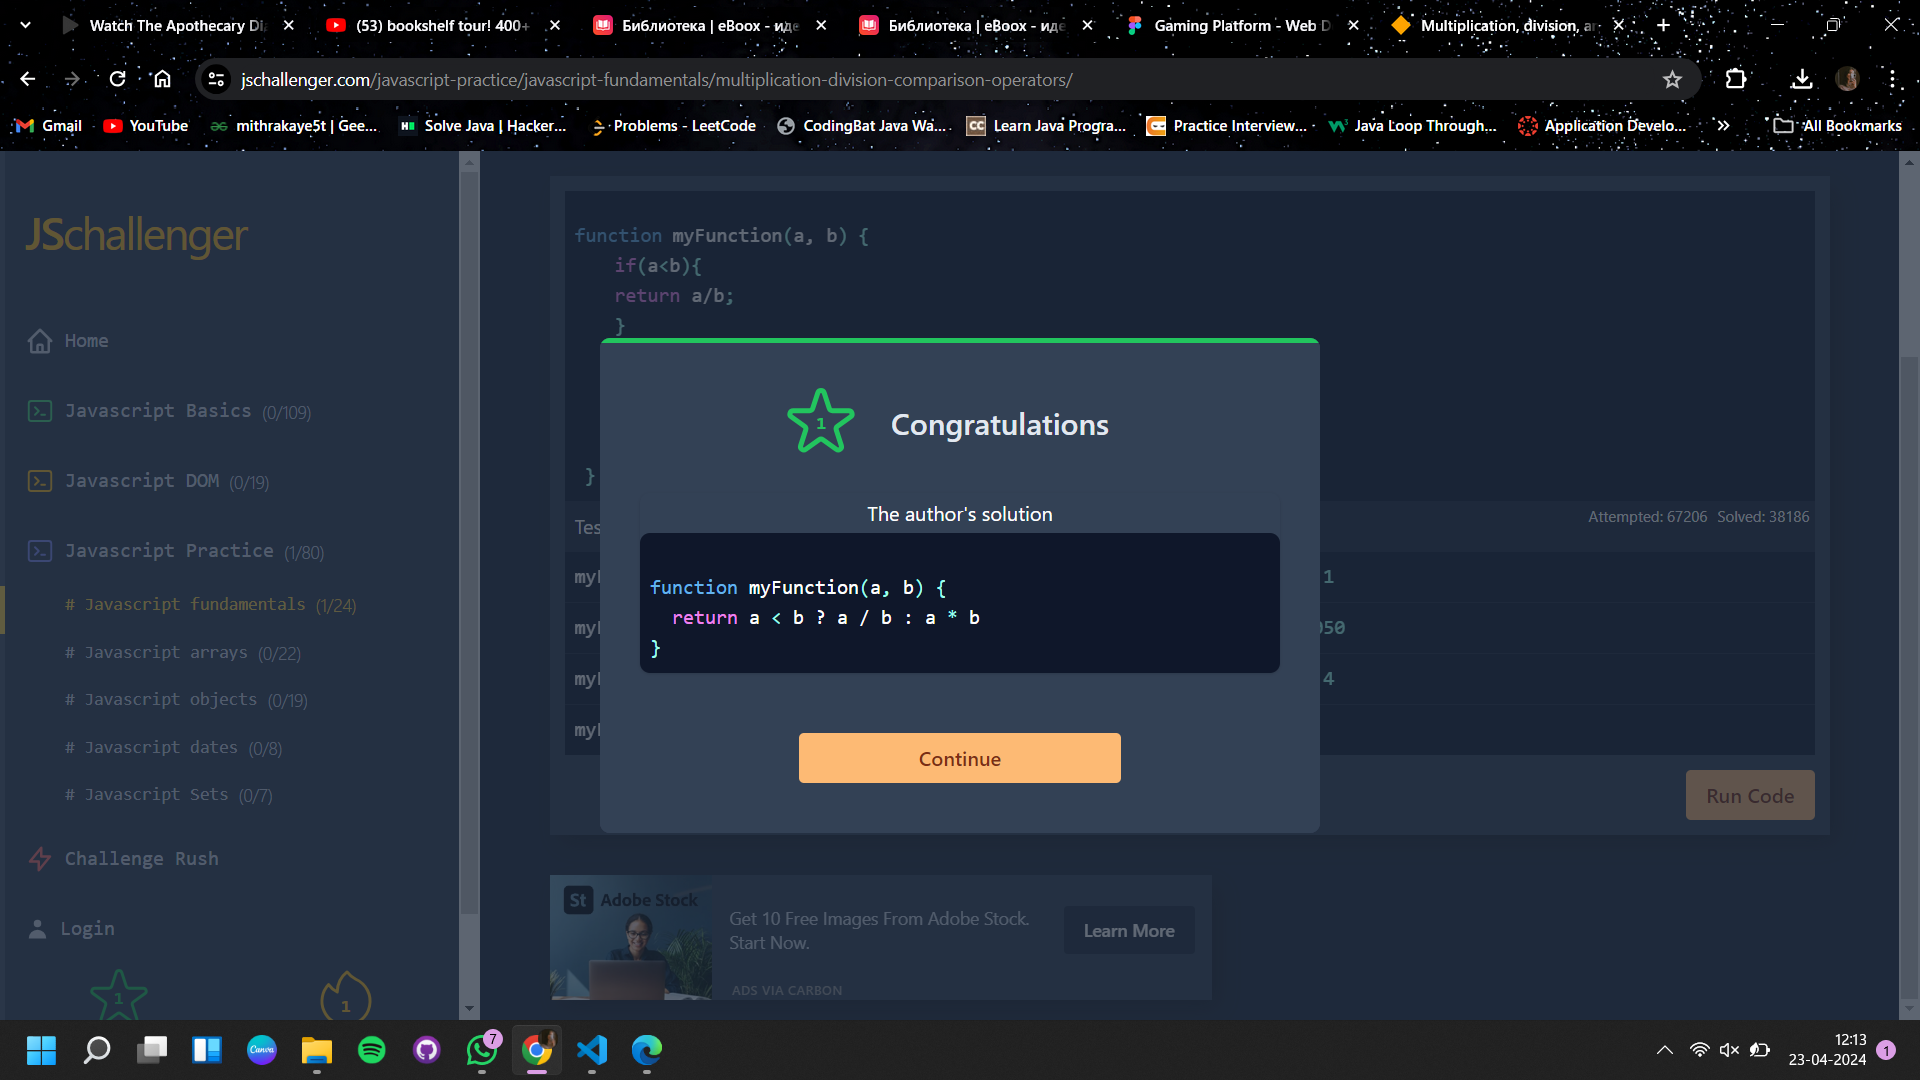 Watch The Apothecary Di
(53) bookshelf tour! 400+
Библиотека | eBoox - иде
Библиотека | eBoox - иде
Gaming Platform - Web D
Multiplication, division, a
jschallenger.com/javascript-practice/javascript-fundamentals/multiplication-division-comparison-operators/
Gmail
YouTube
mithrakaye5t | Gee...
Solve Java | Hacker...
Problems - LeetCode
CodingBat Java Wa...
Learn Java Progra...
Practice Interview...
Java Loop Through...
Application Develo...
All Bookmarks
JSchallenger
Home
Javascript Basics (0/109)
Javascript DOM (0/19)
Javascript Practice (1/80)
# Javascript fundamentals (1/24)
# Javascript arrays (0/22)
# Javascript objects (0/19)
# Javascript dates (0/8)
# Javascript Sets (0/7)
Challenge Rush
Login
1
1
function myFunction(a, b) {
if(a<b){
return a/b;
}
}
Tes
Attempted: 67206 Solved: 38186
1
050
4
1
Congratulations
The author's solution
function myFunction(a, b) {
return a < b ? a / b : a * b
}
Continue
Run Code
St Adobe Stock
Get 10 Free Images From Adobe Stock.
Start Now.
Learn More
ADS VIA CARBON
Canva
7
12:13
23-04-2024
1